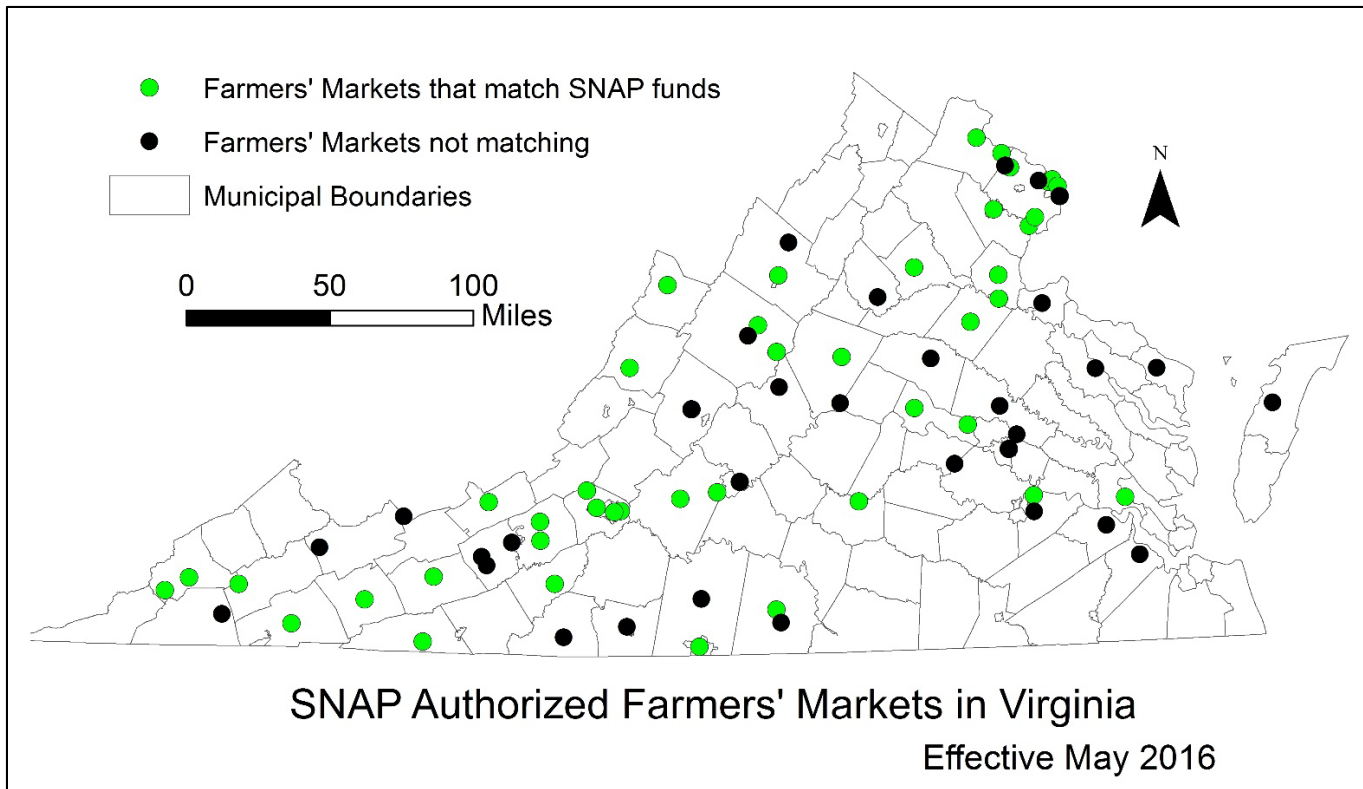 Farmers' Markets that match SNAP funds
Farmers' Markets not matching
Municipal Boundaries
N
0 50 100
Miles
SNAP Authorized Farmers' Markets in Virginia
Effective May 2016